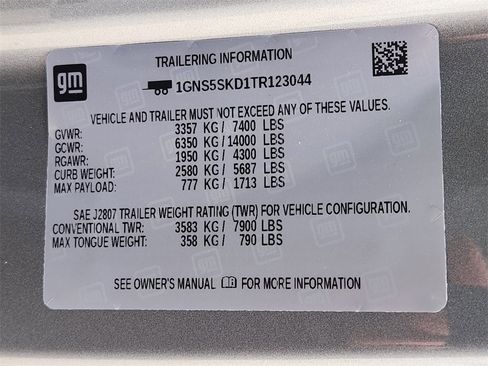 TRAILERING INFORMATION
gm
1GNS5SKD1TR123044
VEHICLE AND TRAILER MUST NOT EXCEED ANY OF THESE VALUES.
GVWR: 3357 KG/ 7400 LBS
GCWR: 6350 KG/14000 LBS
RGAWR: 1950 KG/ 4300 LBS
CURB WEIGHT: 2580 KG/ 5687 LBS
MAX PAYLOAD: 777 KG/ 1713 LBS
SAE J2807 TRAILER WEIGHT RATING (TWR) FOR VEHICLE CONFIGURATION.
CONVENTIONAL TWR: 3583 KG/ 7900 LBS
MAX TONGUE WEIGHT: 358 KG/ 790 LBS
SEE OWNER'S MANUAL FOR MORE INFORMATION